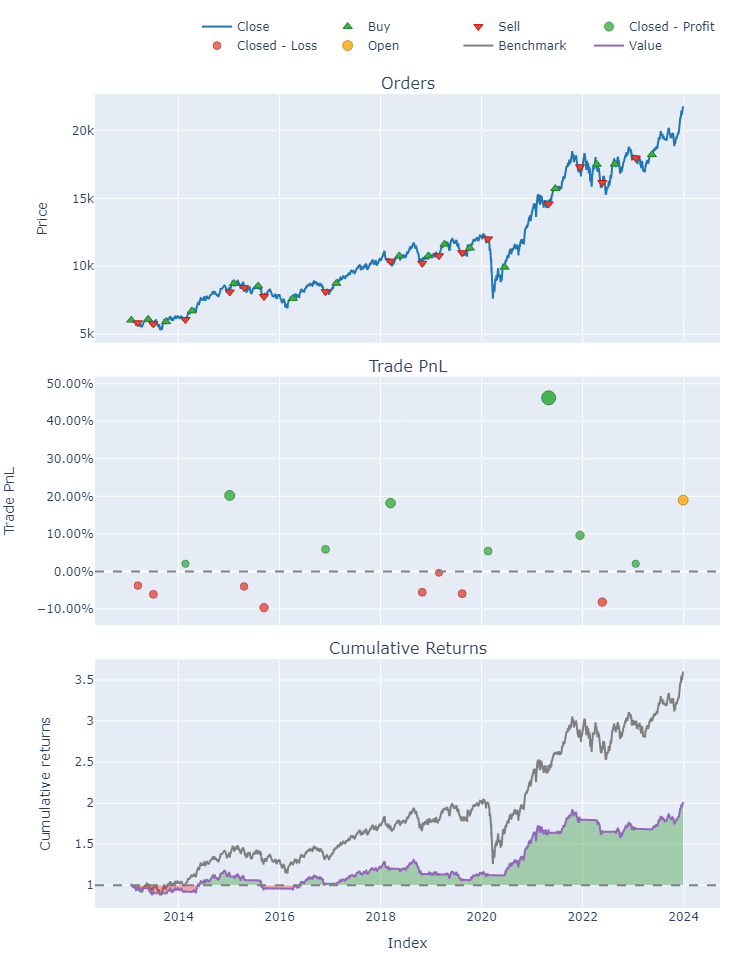 Close Buy Sell Closed - Profit
Closed - Loss Open Benchmark Value
Orders
20k
15k
10k
5k
Price
Trade PnL
50.00%
40.00%
30.00%
20.00%
10.00%
0.00%
−10.00%
Trade PnL
Cumulative Returns
3.5
3
2.5
2
1.5
1
Cumulative returns
2014 2016 2018 2020 2022 2024
Index